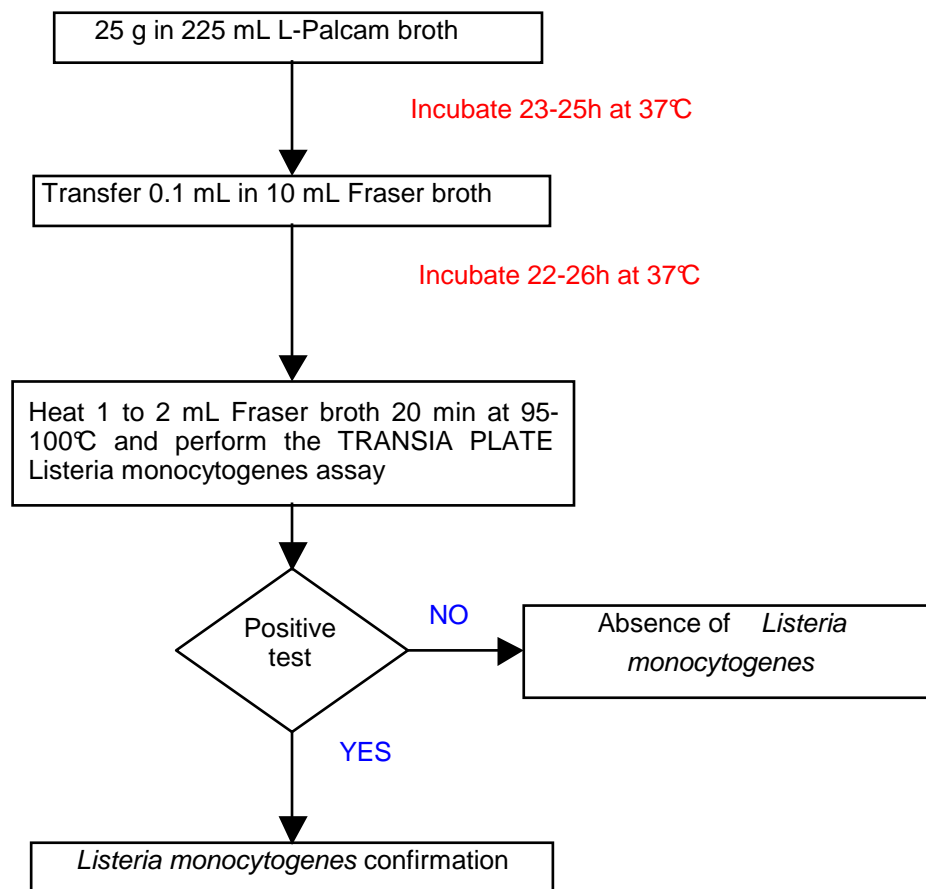 25 g in 225 mL L-Palcam broth
Incubate 23-25h at 37°C
Transfer 0.1 mL in 10 mL Fraser broth
Incubate 22-26h at 37°C
Heat 1 to 2 mL Fraser broth 20 min at 95-
100°C and perform the TRANSIA PLATE
Listeria monocytogenes assay
Positive
test
NO
Absence of Listeria
monocytogenes
YES
Listeria monocytogenes confirmation